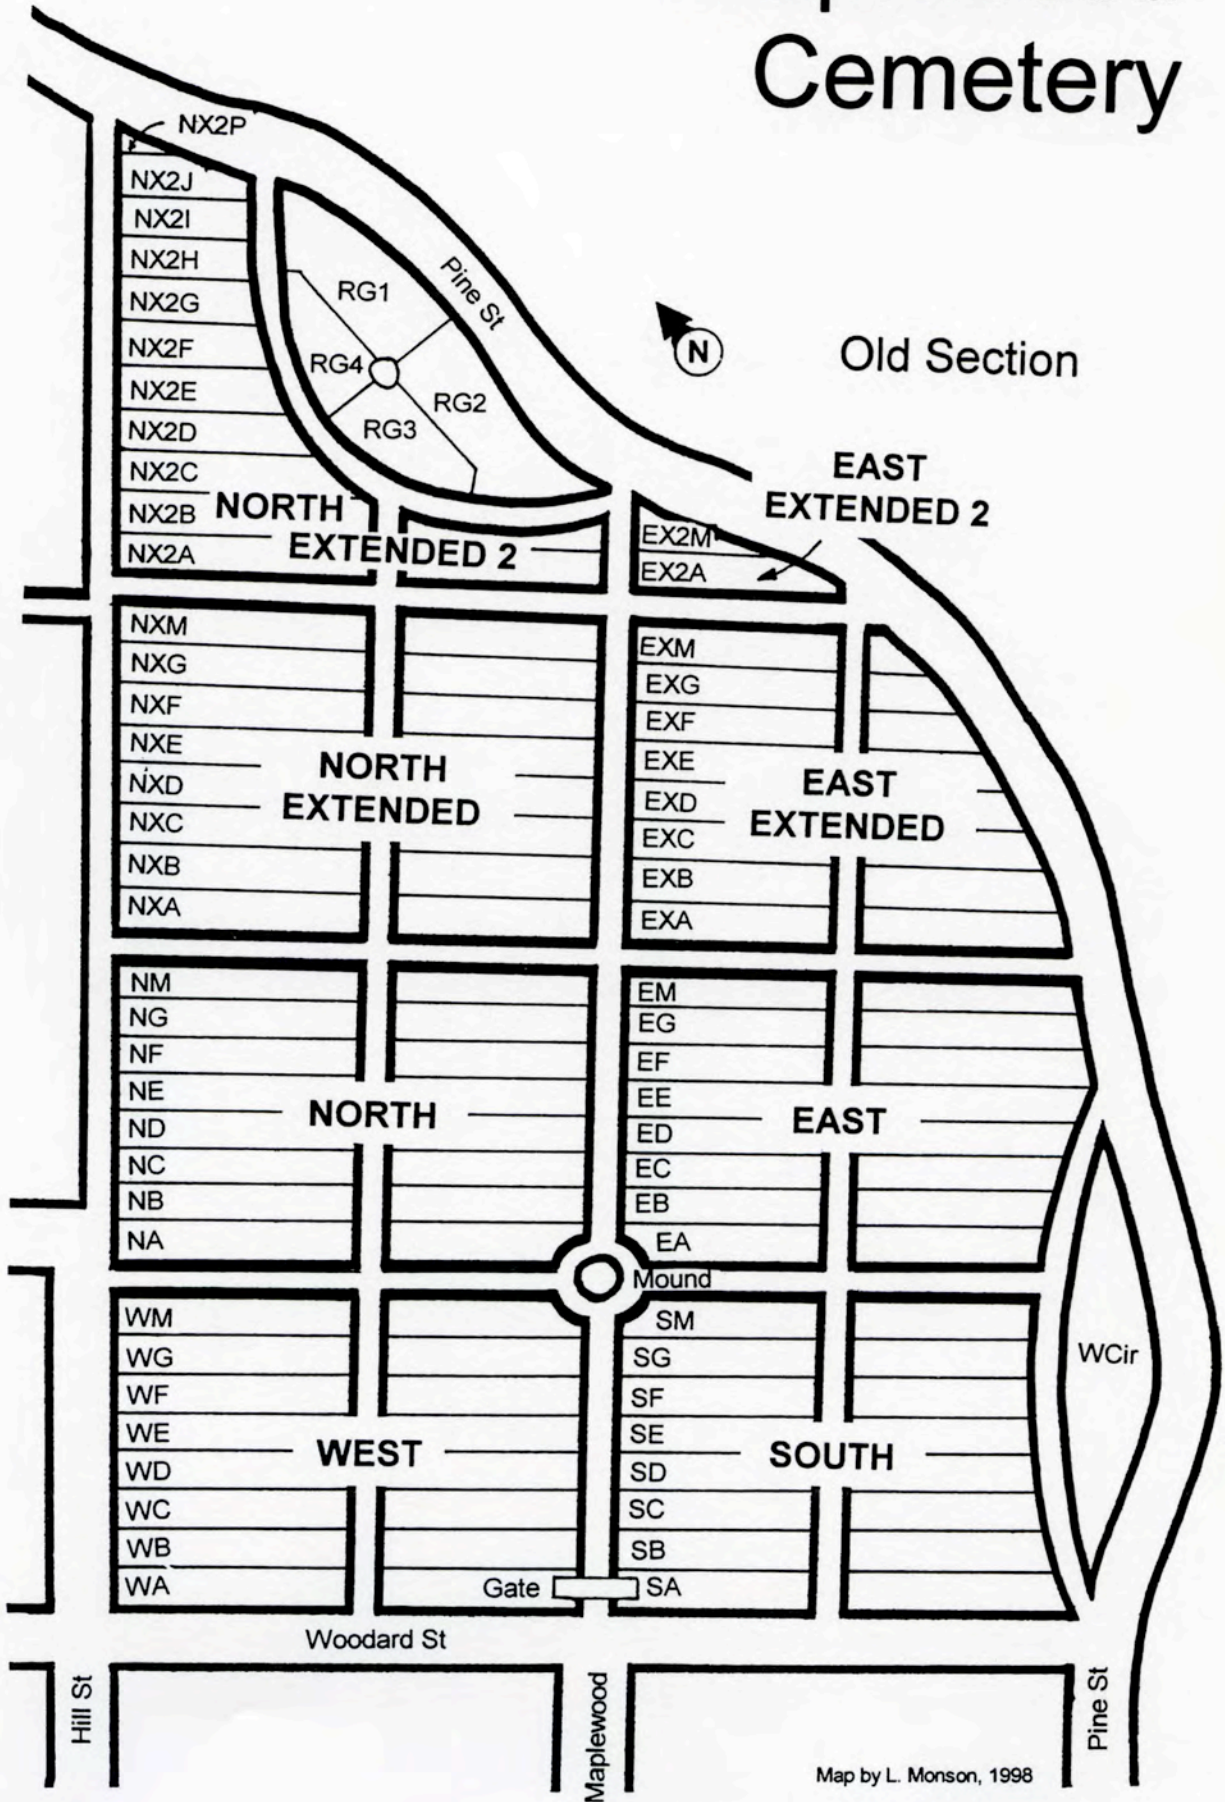 Cemetery
NX2P
NX2J
NX2I
NX2H
NX2G
NX2F
NX2E
NX2D
NX2C
NX2B
NX2A
NORTH
EXTENDED 2
RG1
RG4
RG2
RG3
Pine St
N
Old Section
EAST
EXTENDED 2
EX2M
EX2A
NXM
NXG
NXF
NXE
NXD
NXC
NXB
NXA
NORTH
EXTENDED
EXM
EXG
EXF
EXE
EXD
EXC
EXB
EXA
EAST
EXTENDED
NM
NG
NF
NE
ND
NC
NB
NA
NORTH
EM
EG
EF
EE
ED
EC
EB
EA
EAST
Mound
WM
WG
WF
WE
WD
WC
WB
WA
WEST
SM
SG
SF
SE
SD
SC
SB
SA
SOUTH
WCir
Gate
Woodard St
Hill St
Maplewood
Pine St
Map by L. Monson, 1998